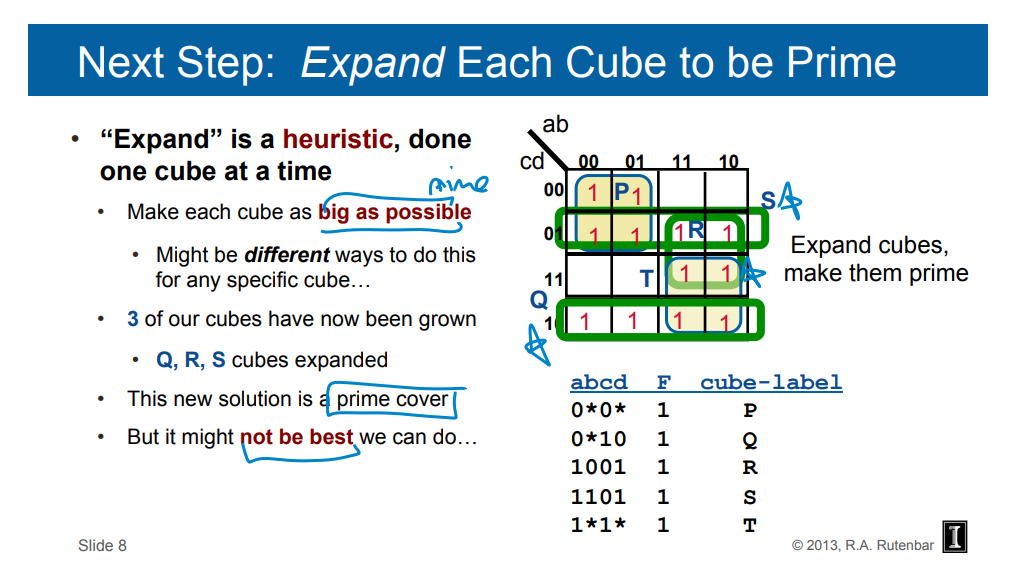 Next Step: Expand Each Cube to be Prime
• “Expand” is a heuristic, done
one cube at a time
prime
• Make each cube as big as possible
• Might be different ways to do this
for any specific cube…
• 3 of our cubes have now been grown
• Q, R, S cubes expanded
• This new solution is a prime cover
• But it might not be best we can do…
ab
cd 00 01 11 10
00 1 P 1 S
01 1 1 1 R 1
11 T 1 1
Q
10 1 1 1 1
Expand cubes,
make them prime
abcd F cube-label
0*0* 1 P
0*10 1 Q
1001 1 R
1101 1 S
1*1* 1 T
Slide 8
© 2013, R.A. Rutenbar
I